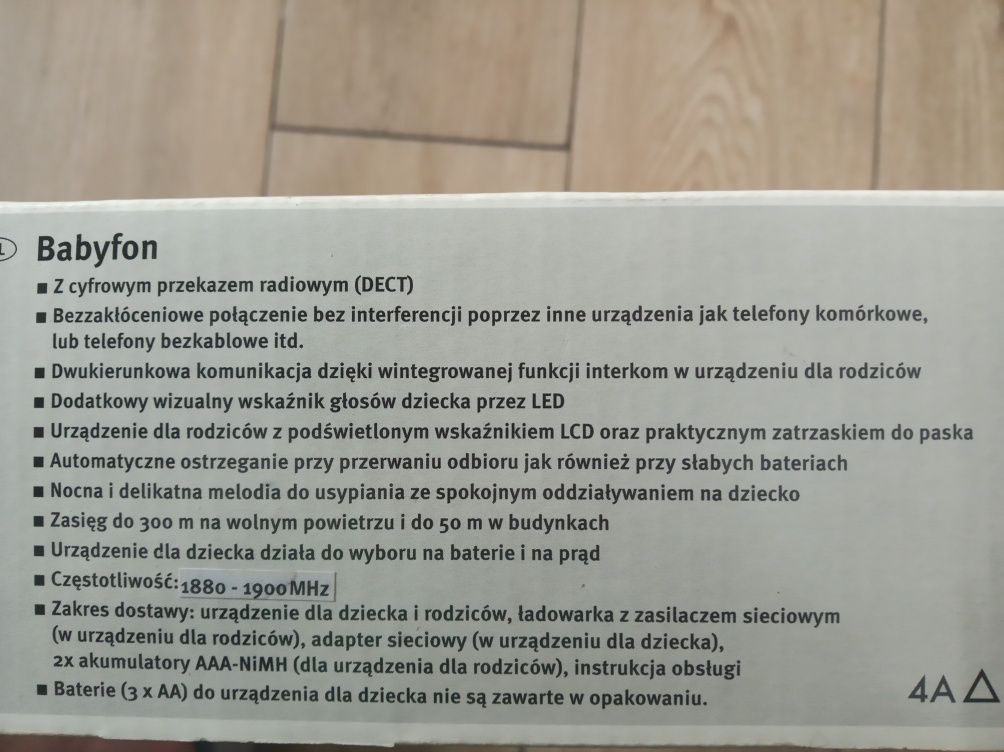 Babyfon
▪ Z cyfrowym przekazem radiowym (DECT)
▪ Bezzakłóceniowe połączenie bez interferencji poprzez inne urządzenia jak telefony komórkowe,
lub telefony bezkablowe itd.
▪ Dwukierunkowa komunikacja dzięki wintegrowanej funkcji interkom w urządzeniu dla rodziców
▪ Dodatkowy wizualny wskaźnik głosów dziecka przez LED
▪ Urządzenie dla rodziców z podświetlonym wskaźnikiem LCD oraz praktycznym zatrzaskiem do paska
▪ Automatyczne ostrzeganie przy przerwaniu odbioru jak również przy słabych bateriach
▪ Nocna i delikatna melodia do usypiania ze spokojnym oddziaływaniem na dziecko
▪ Zasięg do 300 m na wolnym powietrzu i do 50 m w budynkach
▪ Urządzenie dla dziecka działa do wyboru na baterie i na prąd
▪ Częstotliwość: 1880 - 1900 MHz
▪ Zakres dostawy: urządzenie dla dziecka i rodziców, ładowarka z zasilaczem sieciowym
(w urządzeniu dla rodziców), adapter sieciowy (w urządzeniu dla dziecka),
2x akumulatory AAA-NiMH (dla urządzenia dla rodziców), instrukcja obsługi
▪ Baterie (3 x AA) do urządzenia dla dziecka nie są zawarte w opakowaniu.
4A